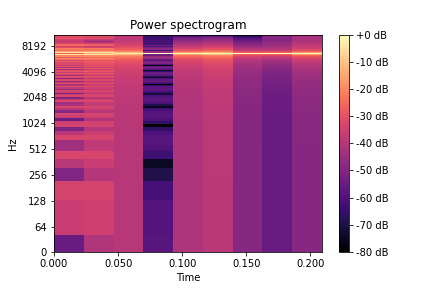 Power spectrogram
Hz
8192
4096
2048
1024
512
256
128
64
0
0.000 0.050 0.100 0.150 0.200
Time
+0 dB
-10 dB
-20 dB
-30 dB
-40 dB
-50 dB
-60 dB
-70 dB
-80 dB